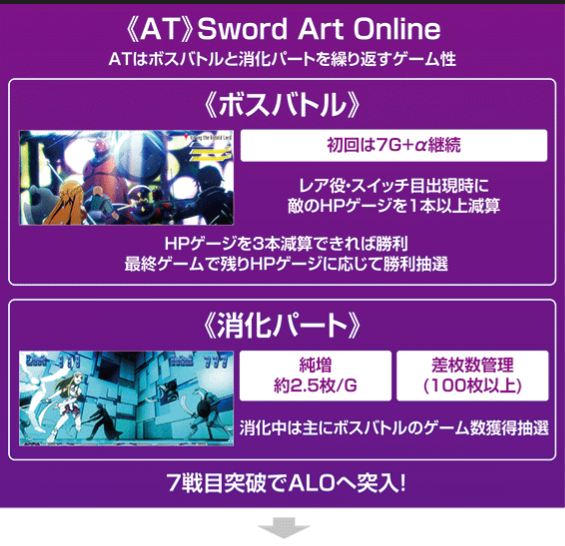 《AT》Sword Art Online
ATはボスバトルと消化パートを繰り返すゲーム性
《ボスバトル》
初回は7G+α継続
レア役・スイッチ目出現時に
敵のHPゲージを1本以上減算
HPゲージを3本減算できれば勝利
最終ゲームで残りHPゲージに応じて勝利抽選
《消化パート》
純増
約2.5枚/G
差枚数管理
(100枚以上)
消化中は主にボスバトルのゲーム数獲得抽選
7戦目突破でALOへ突入!